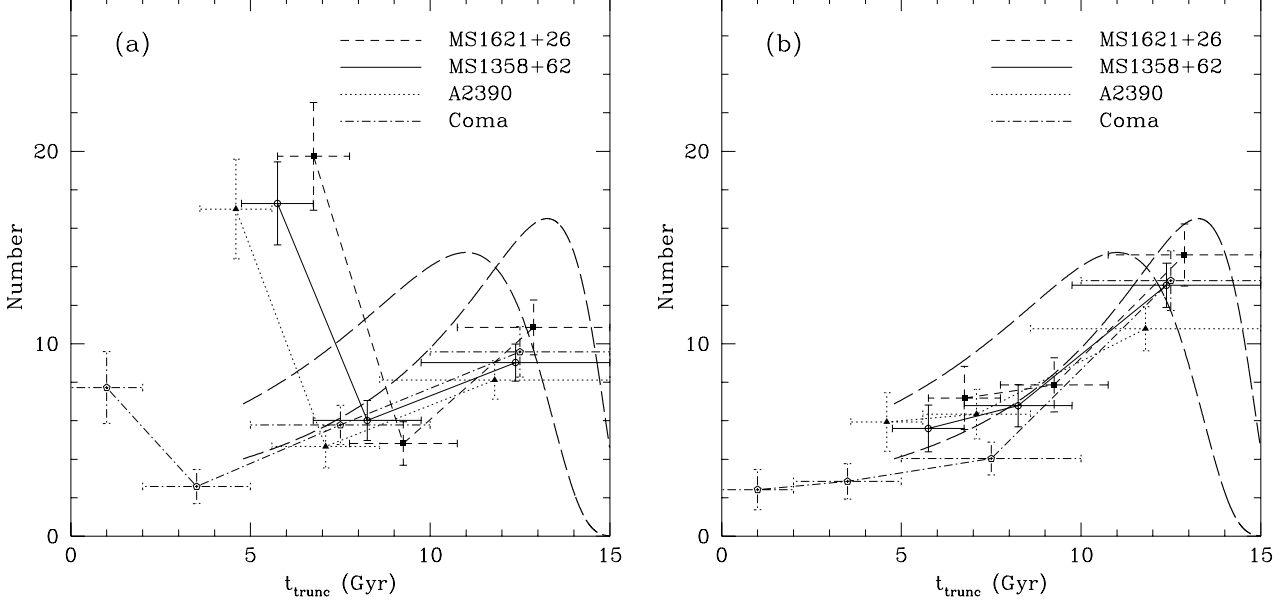 (a)
MS1621+26
MS1358+62
A2390
Coma
20
10
0
Number
0 5 10 15
t_trunc (Gyr)
(b)
MS1621+26
MS1358+62
A2390
Coma
20
10
0
Number
0 5 10 15
t_trunc (Gyr)